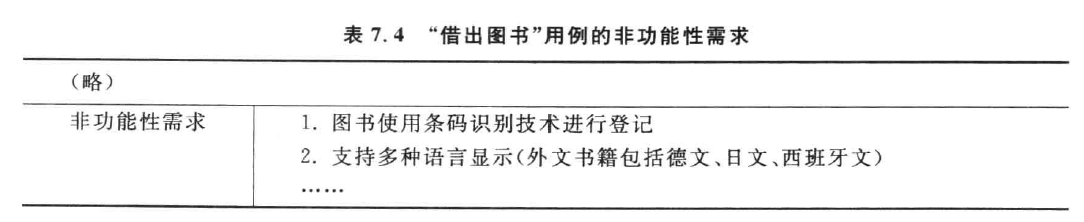 表 7.4 “借出图书”用例的非功能性需求
（略）
非功能性需求
1. 图书使用条码识别技术进行登记
2. 支持多种语言显示(外文书籍包括德文、日文、西班牙文)
……